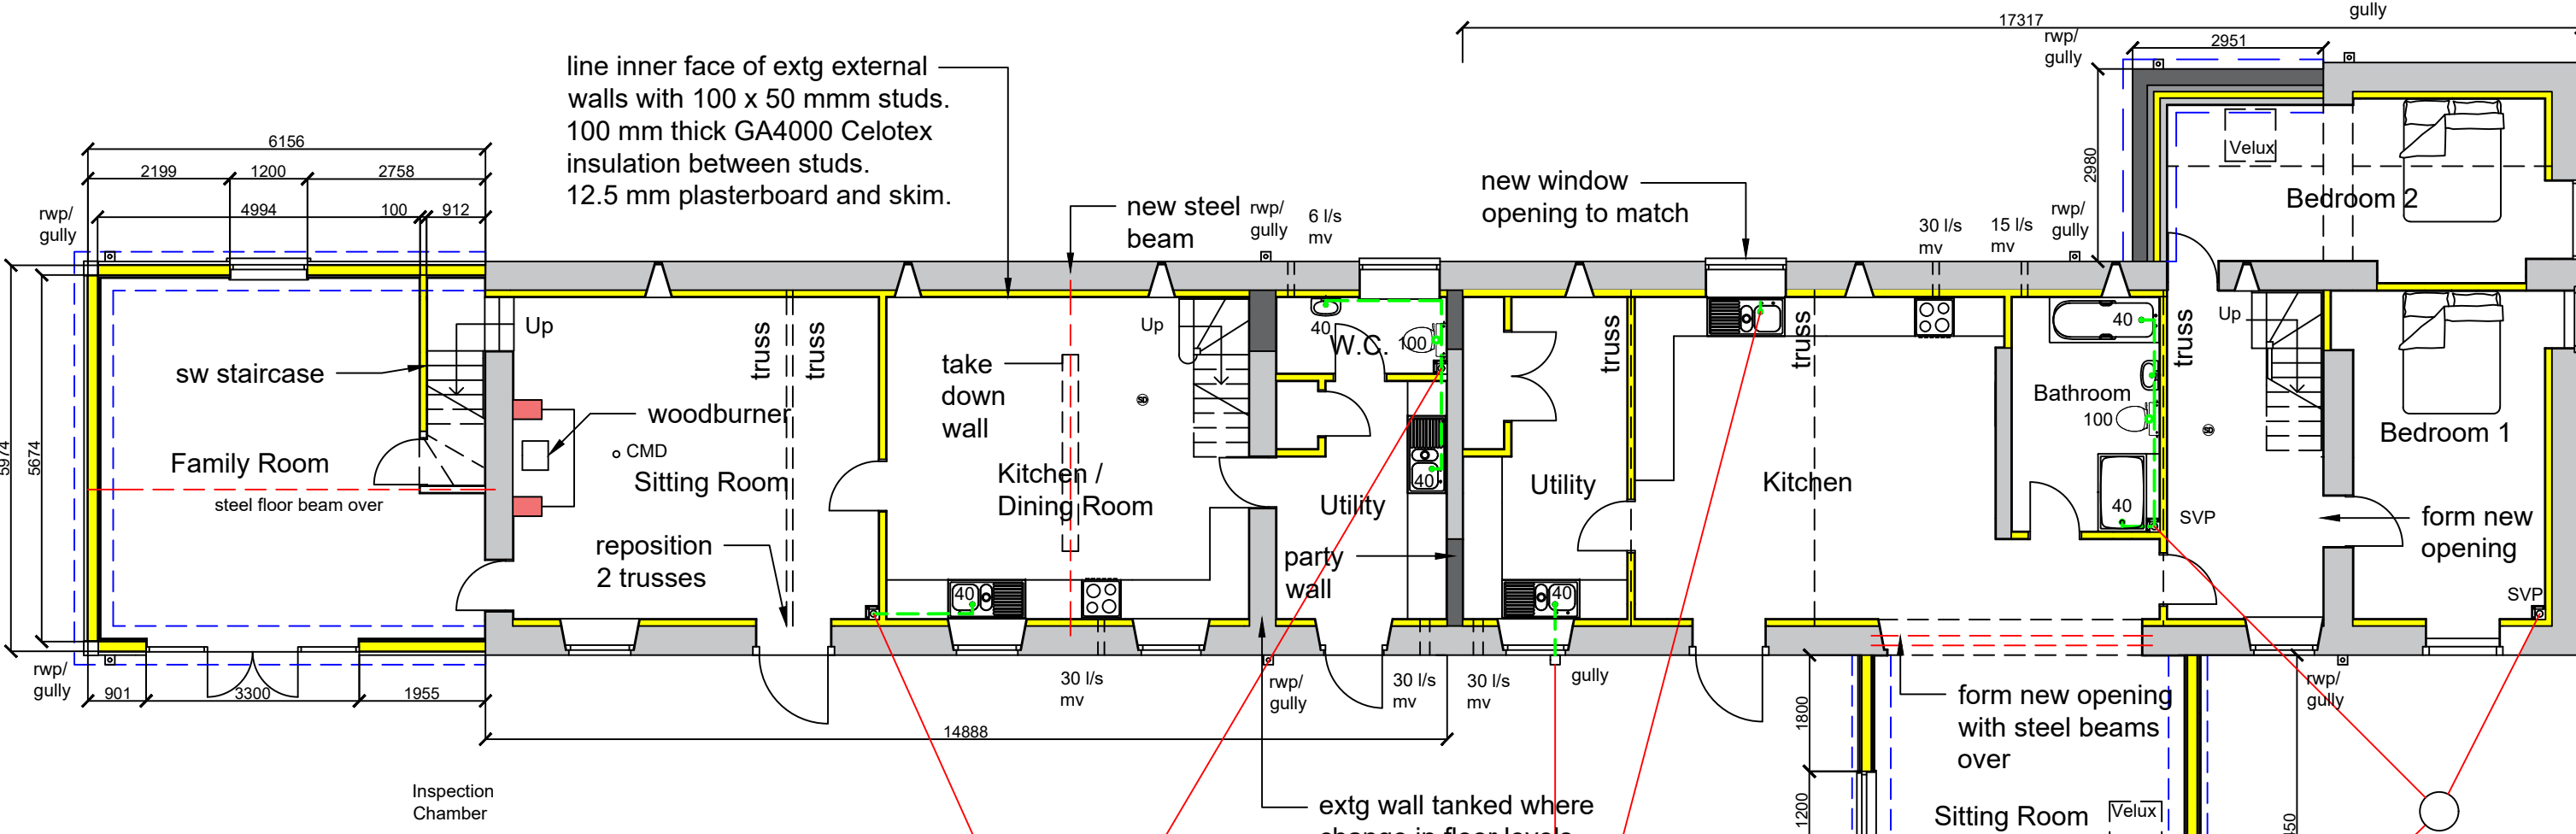 gully
17317
rwp/
gully
2951
line inner face of extg external
walls with 100 x 50 mmm studs.
100 mm thick GA4000 Celotex
insulation between studs.
12.5 mm plasterboard and skim.
6156
2199
1200
2758
4994
100
912
rwp/
gully
new steel
beam
rwp/
gully
6 l/s
mv
new window
opening to match
30 l/s
mv
15 l/s
mv
rwp/
gully
2980
Velux
Bedroom 2
5974
5674
Up
sw staircase
woodburner
CMD
Family Room
steel floor beam over
Sitting Room
truss
truss
reposition
2 trusses
take
down
wall
Up
SD
Kitchen /
Dining Room
40
40
W.C.
100
40
Utility
party
wall
truss
Utility
40
truss
Kitchen
40
Bathroom
100
40
SVP
truss
Up
SD
Bedroom 1
form new
opening
SVP
rwp/
gully
901
3300
1955
14888
30 l/s
mv
rwp/
gully
30 l/s
mv
30 l/s
mv
gully
1800
1200
form new opening
with steel beams
over
rwp/
gully
Inspection
Chamber
extg wall tanked where
change in floor levels
Sitting Room
Velux